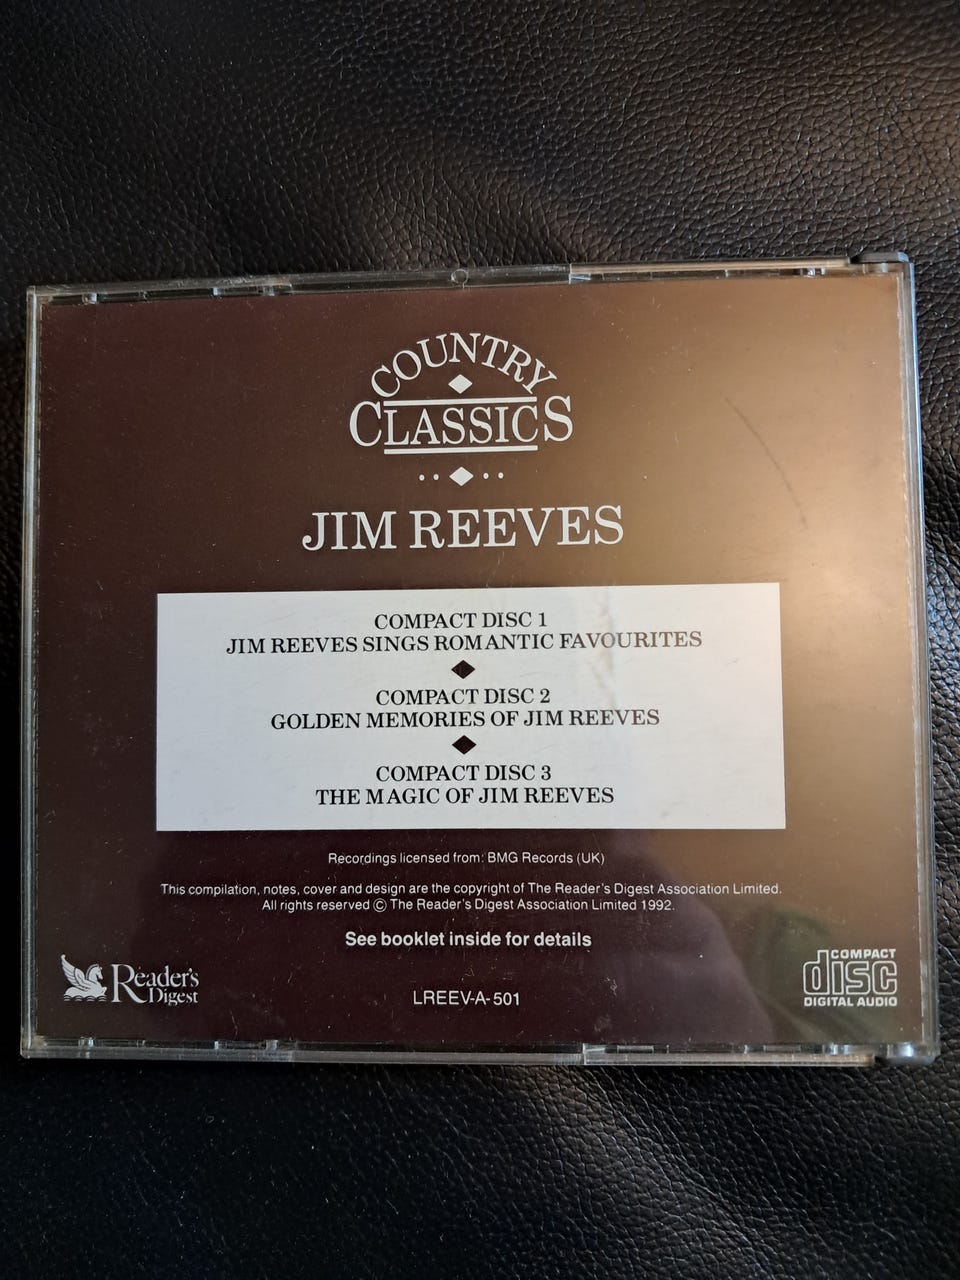 COUNTRY
CLASSICS
JIM REEVES
COMPACT DISC 1
JIM REEVES SINGS ROMANTIC FAVOURITES
COMPACT DISC 2
GOLDEN MEMORIES OF JIM REEVES
COMPACT DISC 3
THE MAGIC OF JIM REEVES
Recordings licensed from: BMG Records (UK)
This compilation, notes, cover and design are the copyright of The Reader's Digest Association Limited.
All rights reserved © The Reader's Digest Association Limited 1992.
See booklet inside for details
Reader's
Digest
LREEV-A-501
COMPACT
disc
DIGITAL AUDIO